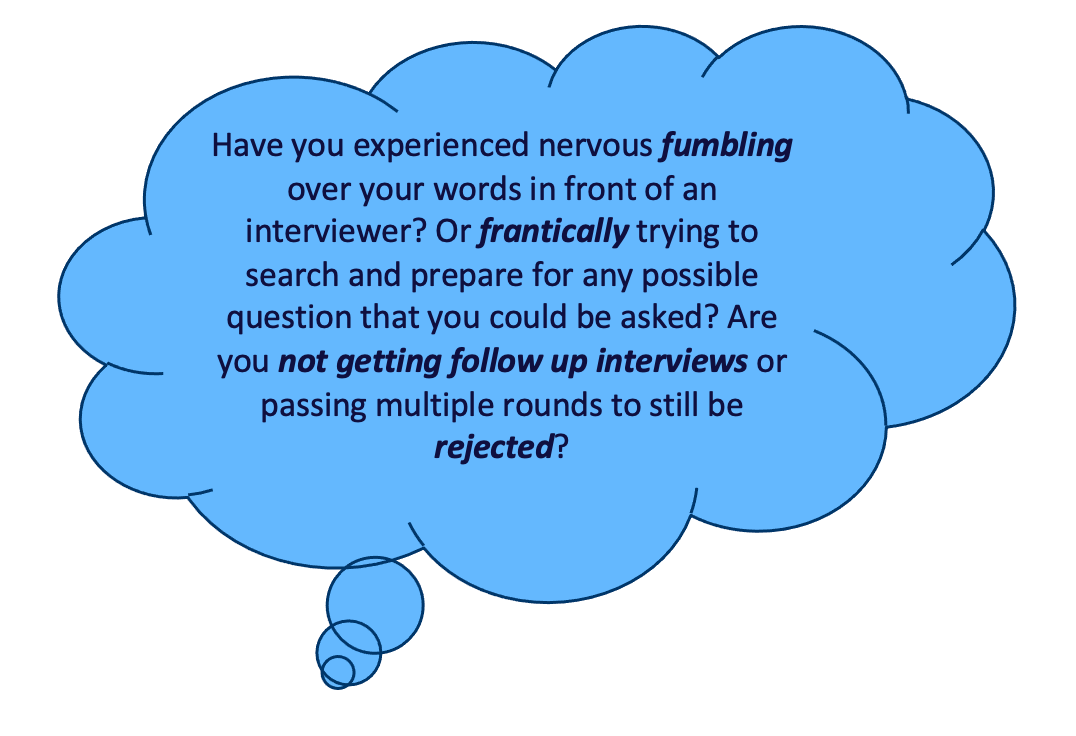 Have you experienced nervous fumbling
over your words in front of an
interviewer? Or frantically trying to
search and prepare for any possible
question that you could be asked? Are
you not getting follow up interviews or
passing multiple rounds to still be
rejected?